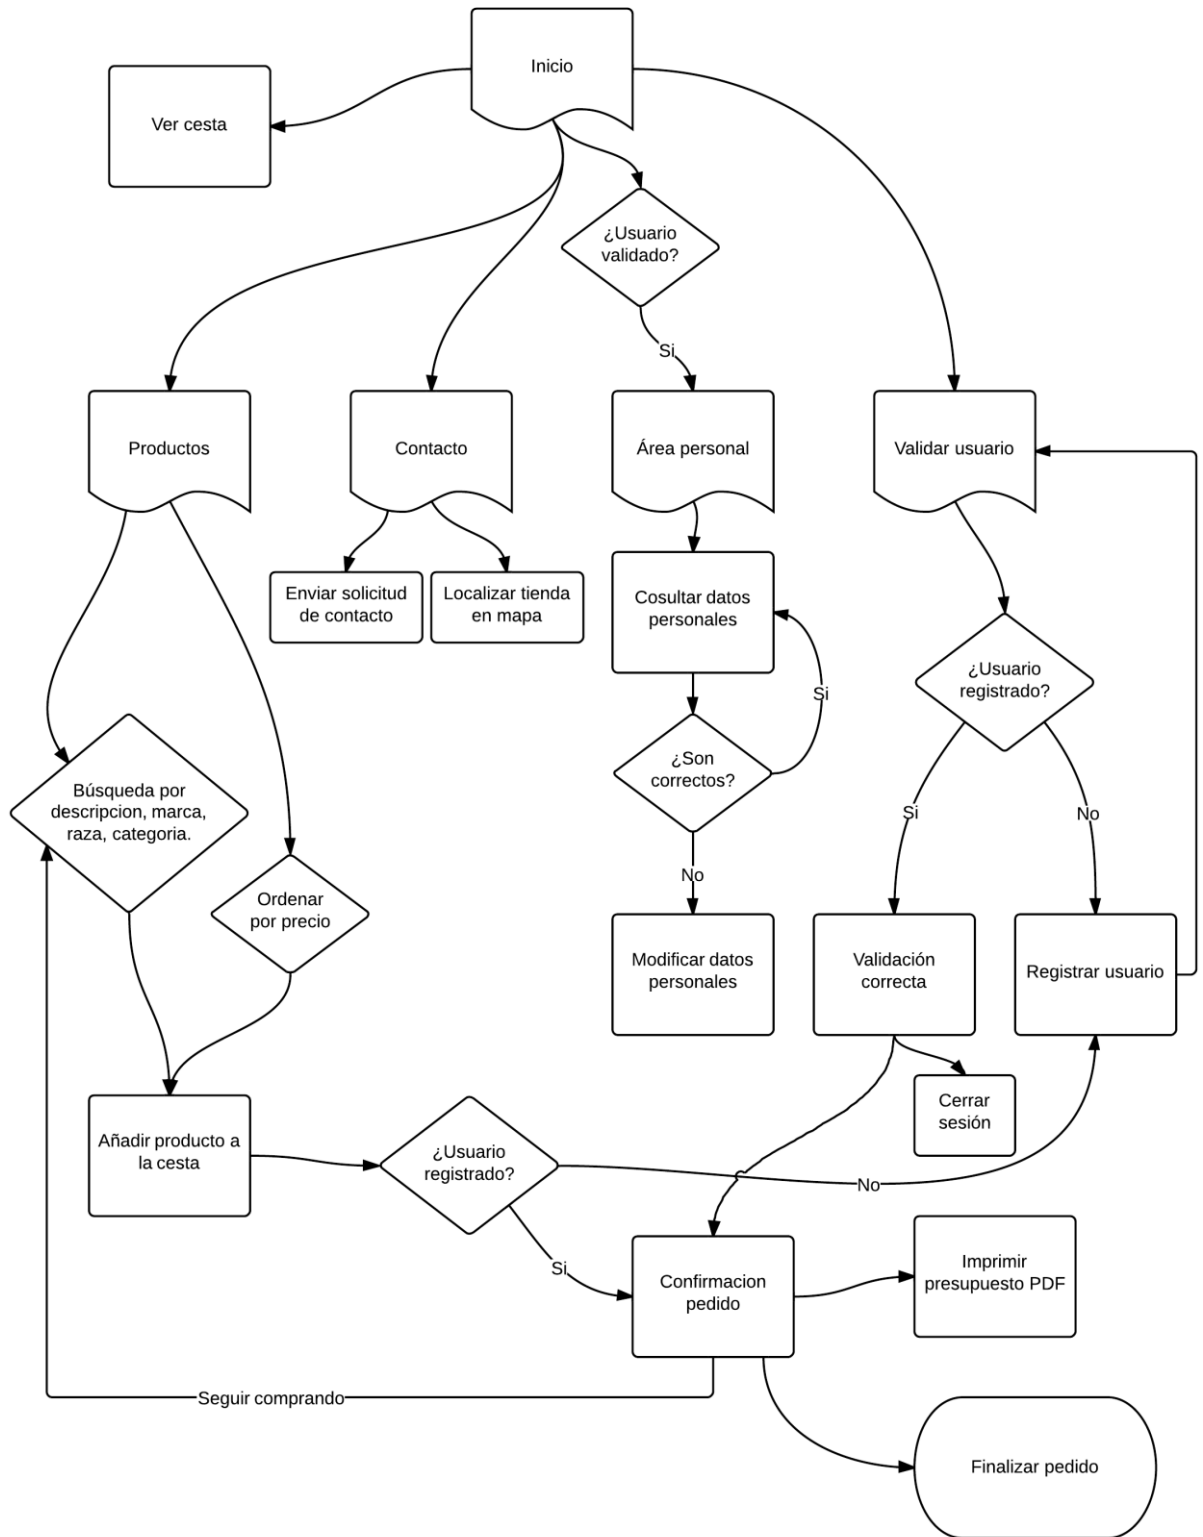 Inicio
Ver cesta
¿Usuario
validado?
Si
Productos
Contacto
Área personal
Validar usuario
Enviar solicitud
de contacto
Localizar tienda
en mapa
Cosultar datos
personales
¿Usuario
registrado?
Si
¿Son
correctos?
Búsqueda por
descripcion, marca,
raza, categoria.
Si
No
No
Ordenar
por precio
Modificar datos
personales
Validación
correcta
Registrar usuario
Cerrar
sesión
Añadir producto a
la cesta
¿Usuario
registrado?
No
Si
Confirmacion
pedido
Imprimir
presupuesto PDF
Seguir comprando
Finalizar pedido